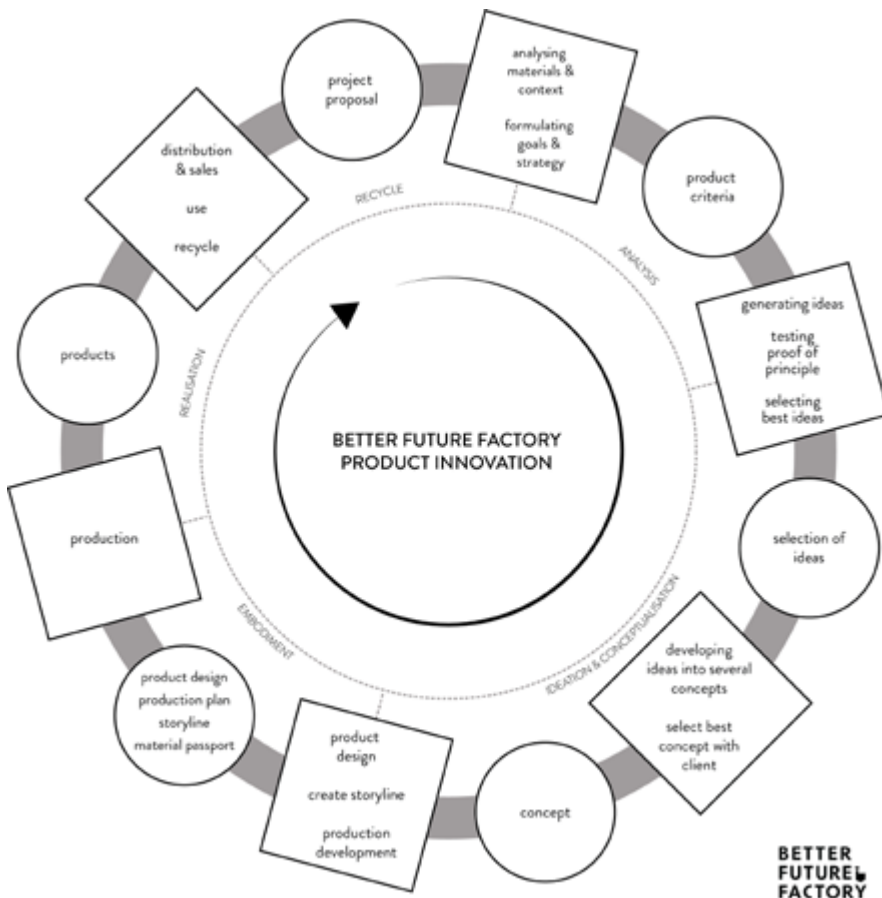 project
proposal
analysing
materials &
context
formulating
goals &
strategy
product
criteria
generating ideas
testing
proof of
principle
selecting
best ideas
selection of
ideas
developing
ideas into several
concepts
select best
concept with
client
concept
product
design
create storyline
production
development
product design
production plan
storyline
material passport
production
products
distribution
& sales
use
recycle
RECYCLE
ANALYSIS
IDEATION & CONCEPTUALISATION
EMBODIMENT
REALISATION
BETTER FUTURE FACTORY
PRODUCT INNOVATION
BETTER
FUTURE
FACTORY